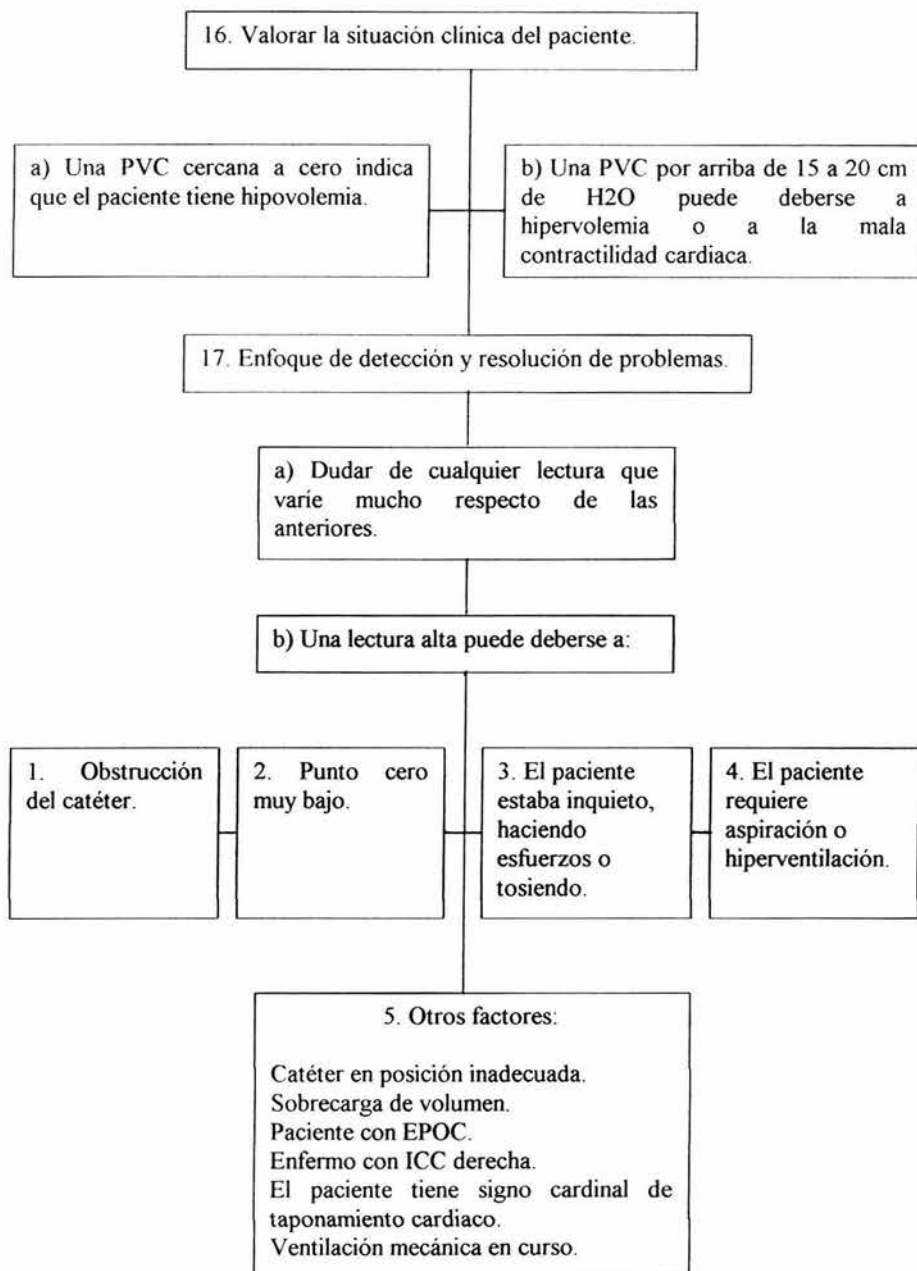 16. Valorar la situación clínica del paciente.
a) Una PVC cercana a cero indica
que el paciente tiene hipovolemia.
b) Una PVC por arriba de 15 a 20 cm
de H2O puede deberse a
hipervolemia o a la mala
contractilidad cardiaca.
17. Enfoque de detección y resolución de problemas.
a) Dudar de cualquier lectura que
varíe mucho respecto de las
anteriores.
b) Una lectura alta puede deberse a:
1. Obstrucción
del catéter.
2. Punto cero
muy bajo.
3. El paciente
estaba inquieto,
haciendo
esfuerzos o
tosiendo.
4. El paciente
requiere
aspiración o
hiperventilación.
5. Otros factores:
Catéter en posición inadecuada.
Sobrecarga de volumen.
Paciente con EPOC.
Enfermo con ICC derecha.
El paciente tiene signo cardinal de
taponamiento cardiaco.
Ventilación mecánica en curso.